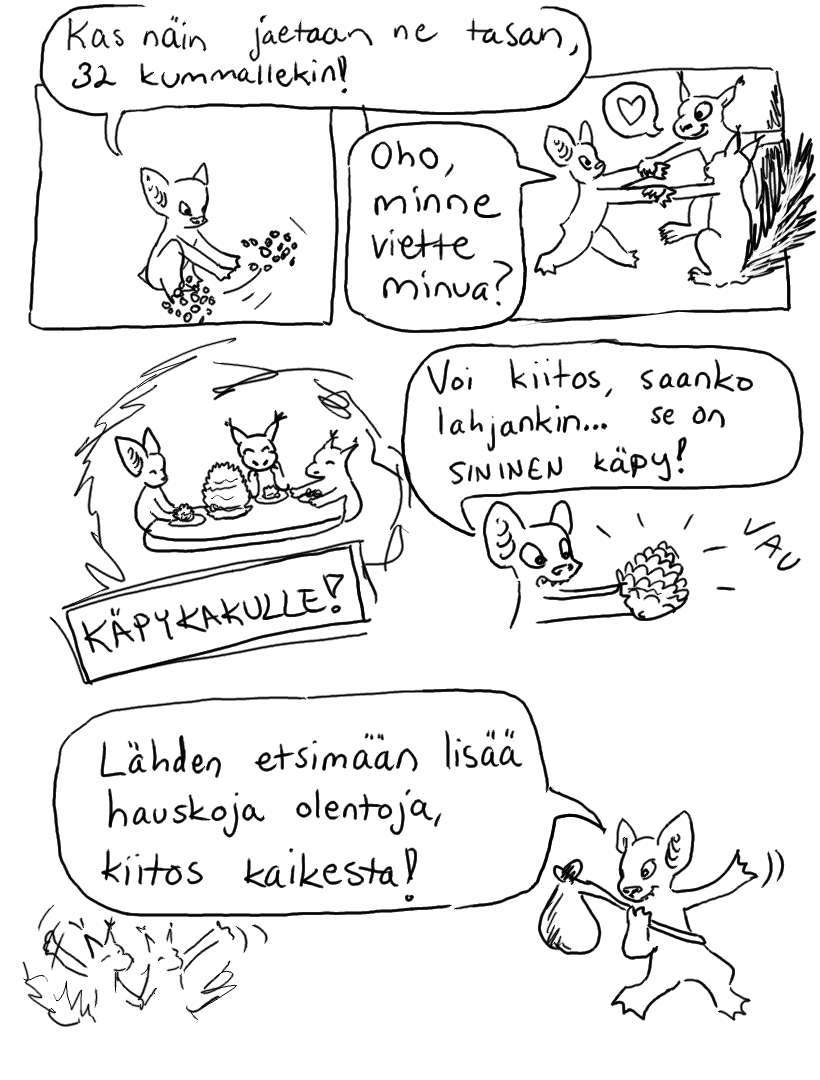 Kas näin jaetaan ne tasan,
32 kummallekin!
Oho,
minne
viette
minua?
KÄPYKAKULLE!
Voi kiitos, saanko
lahjankin... se on
SININEN käpy!
VAU
Lähden etsimään lisää
hauskoja olentoja,
kiitos kaikesta!